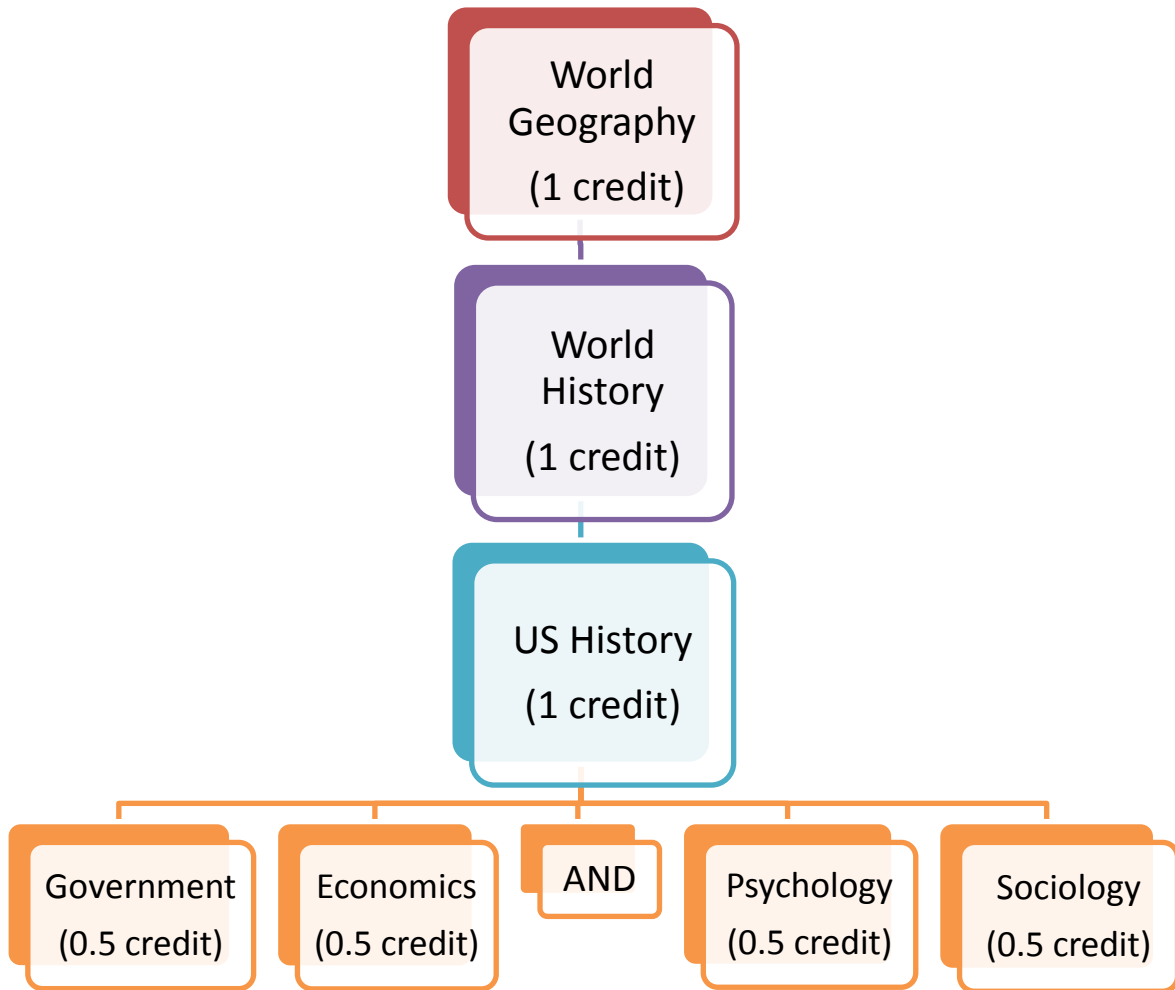 World
Geography
(1 credit)
World
History
(1 credit)
US History
(1 credit)
Government
(0.5 credit)
Economics
(0.5 credit)
AND
Psychology
(0.5 credit)
Sociology
(0.5 credit)